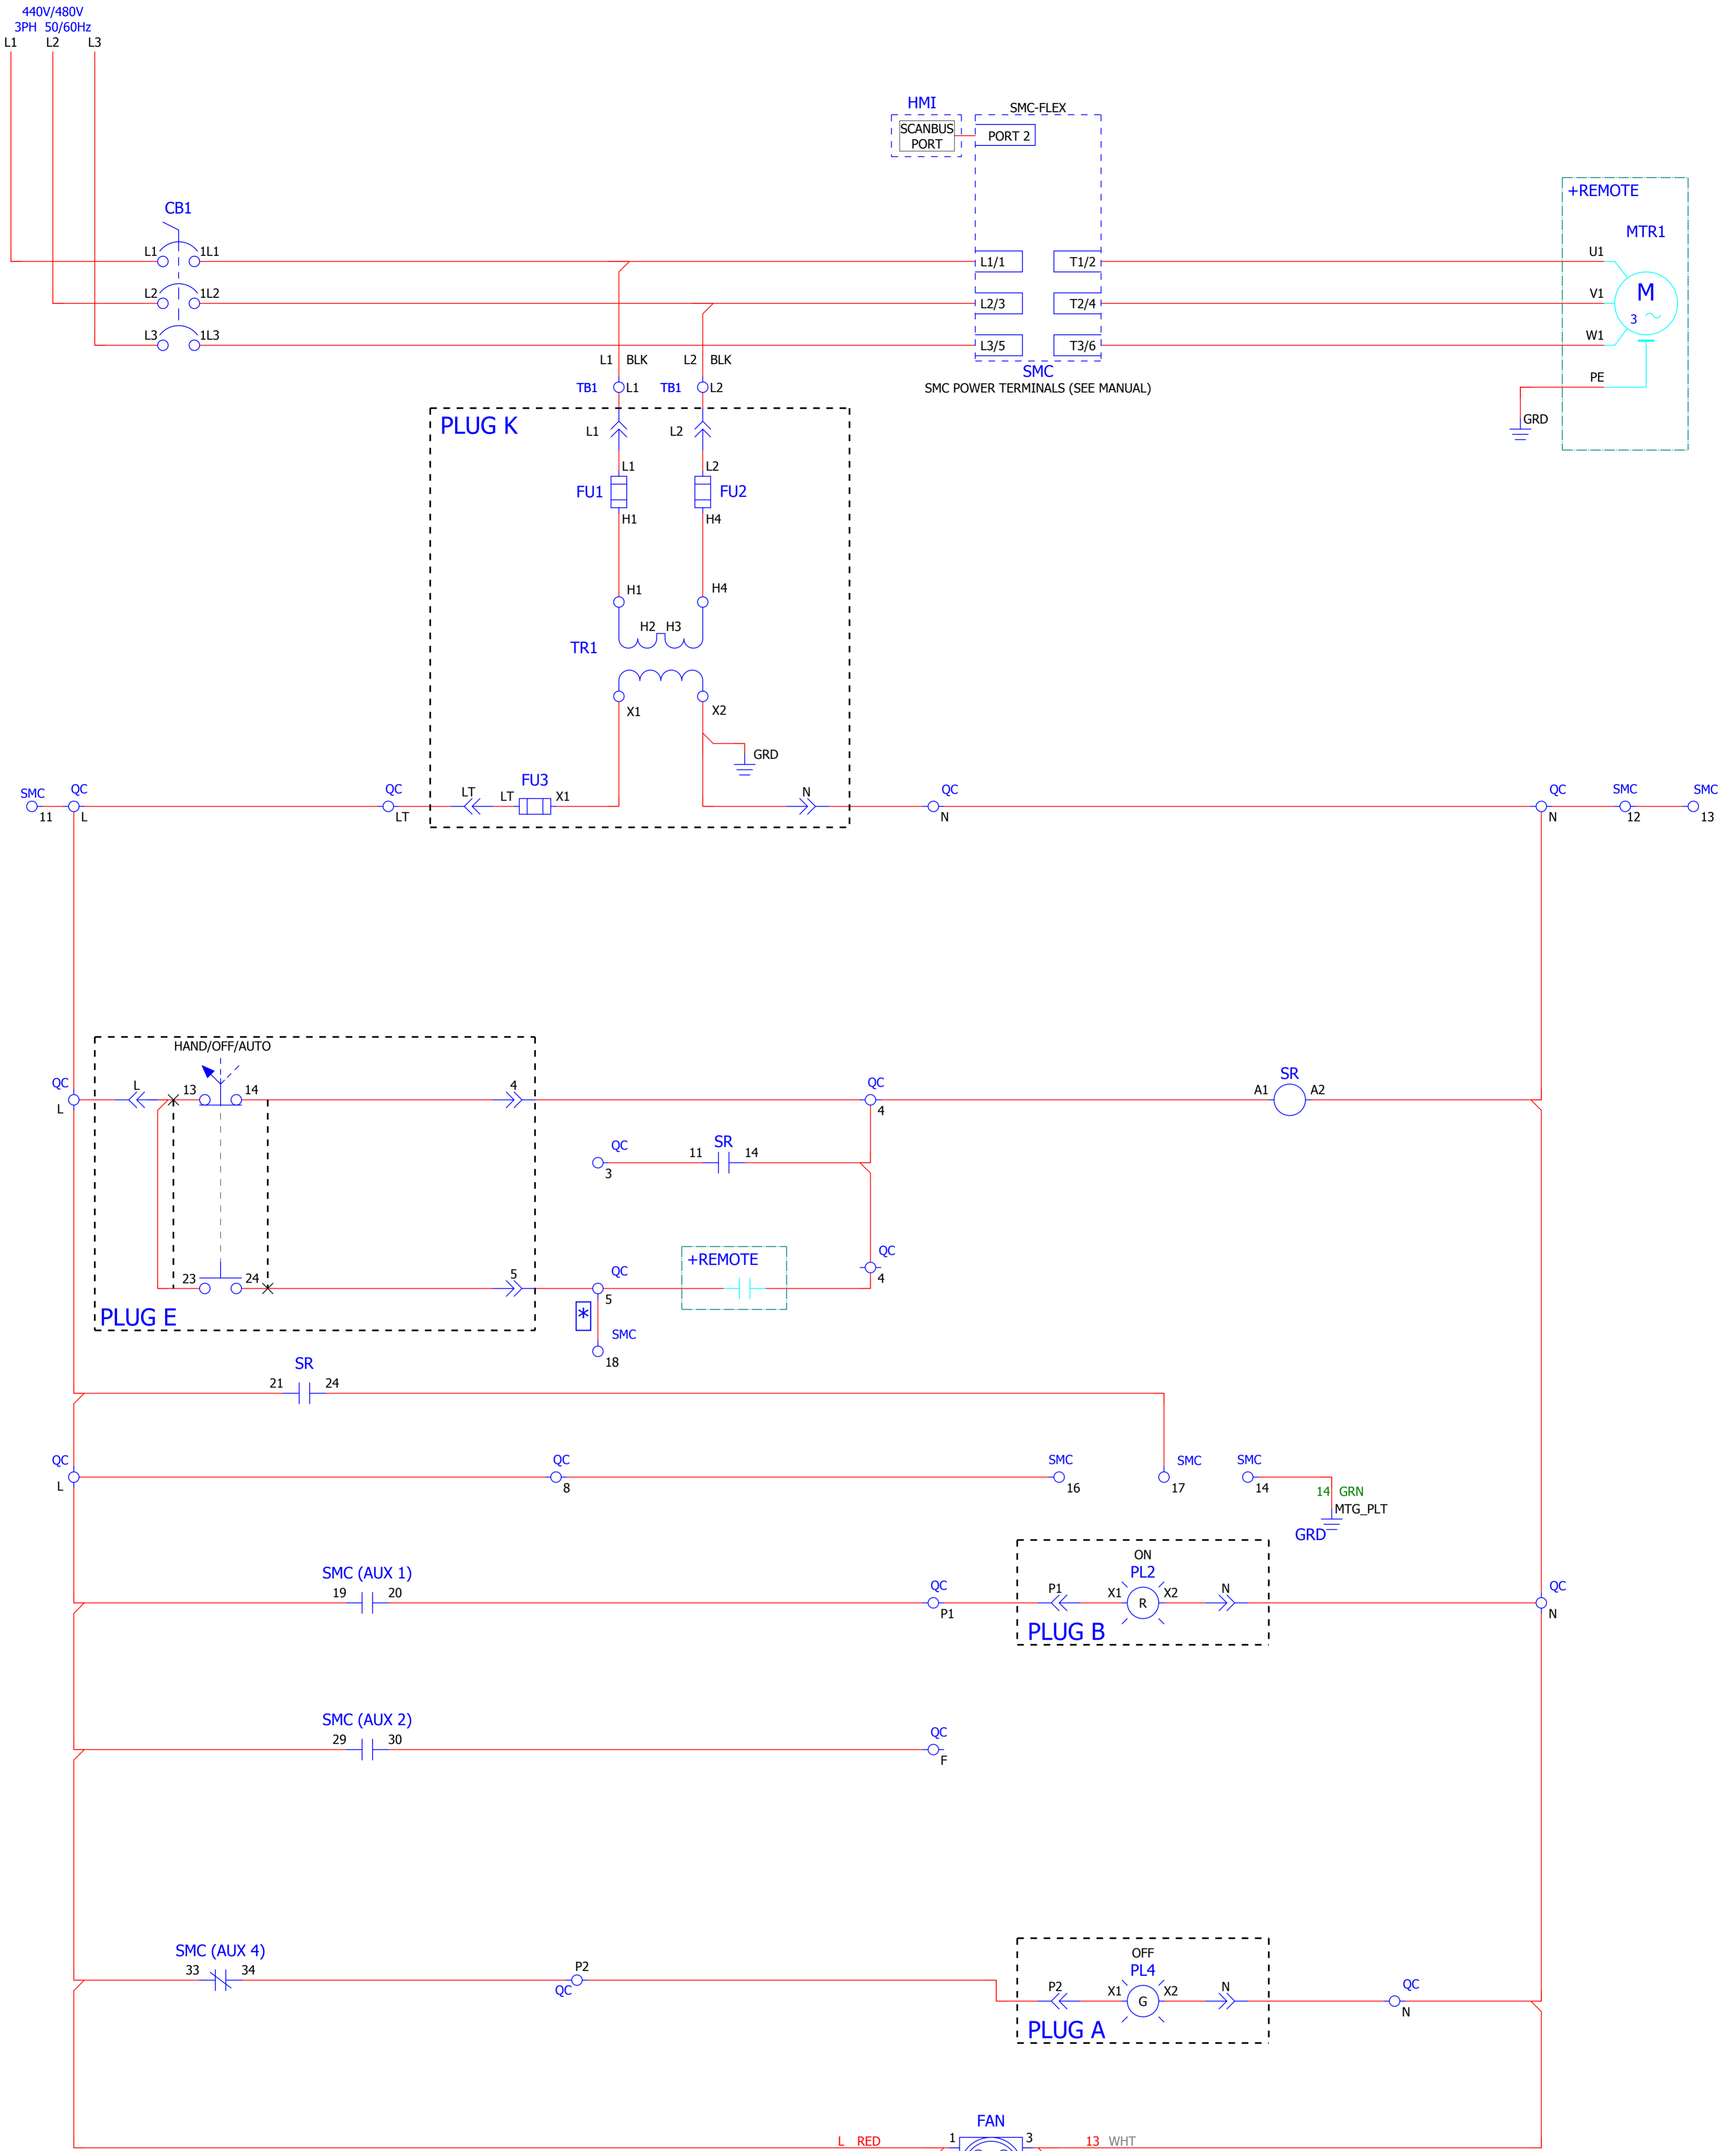 440V/480V
3PH 50/60Hz
L1 L2 L3
HMI
SCANBUS
PORT
SMC-FLEX
PORT 2
+REMOTE
MTR1
CB1
L1 1L1
L2 1L2
L3 1L3
L1/1 T1/2
L2/3 T2/4
L3/5 T3/6
SMC
SMC POWER TERMINALS (SEE MANUAL)
U1
V1
W1
PE
M
3
GRD
L1 BLK L2 BLK
TB1 L1 TB1 L2
PLUG K
L1 L2
L1 L2
FU1 FU2
H1 H4
H1 H4
H2 H3
TR1
X1 X2
GRD
FU3
LT LT X1 N
SMC QC QC QC QC SMC SMC
11 L LT N N 12 13
HAND/OFF/AUTO
QC L 13 14 4 QC SR
L 4 A1 A2
QC SR
3 11 14
+REMOTE QC
4
23 24 5 QC
5
PLUG E
*
SMC
18
SR
21 24
QC QC SMC SMC SMC
L 8 16 17 14
14 GRN
MTG_PLT
GRD
SMC (AUX 1)
19 20
QC
P1
ON
PL2
P1 X1 R X2 N
PLUG B
QC
N
SMC (AUX 2)
29 30
QC
F
SMC (AUX 4)
33 34
P2
QC
OFF
PL4
P2 X1 G X2 N
PLUG A
QC
N
FAN
L RED 1 3 13 WHT